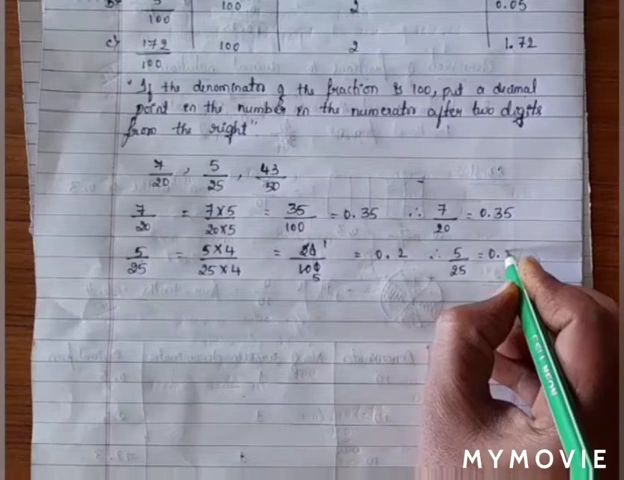 b) 5/100 100 2 0.05
c) 172/100 100 2 1.72
"If the denominator of the fraction is 100, put a decimal
point in the number in the numerator after two digits
from the right"
7/20, 5/25, 43/50
7/20 = 7×5/20×5 = 35/100 = 0.35 ∴ 7/20 = 0.35
5/25 = 5×4/25×4 = 20 1/100 5 = 0.2 ∴ 5/25 = 0.
MYMOVIE